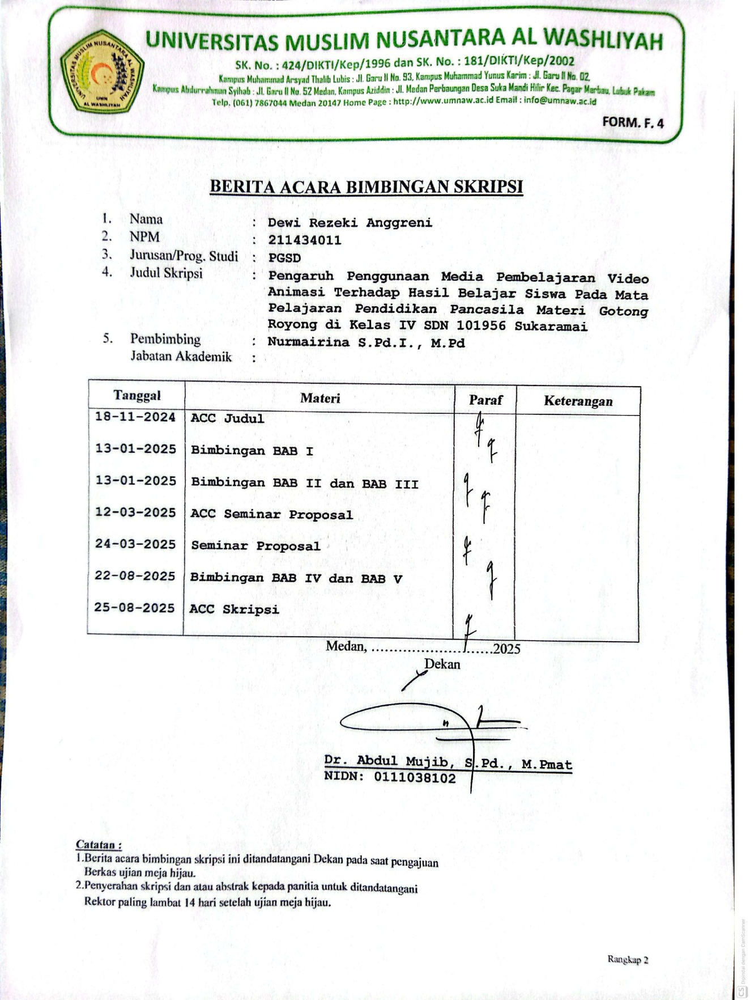 UNIVERSITAS MUSLIM NUSANTARA AL WASHLIYAH
SK. No. : 424/DIKTI/Kep/1996 dan SK. No. : 181/DIKTI/Kep/2002
Kampus Muhammad Arsyad Thalib Lubis : Jl. Garu II No. 93, Kampus Muhammad Yunus Karim : Jl. Garu II No. 02,
Kampus Abdurrahman Syihab : Jl. Garu II No. 52 Medan, Kampus Aziddin : Jl. Medan Perbaungan Desa Suka Mandi Hilir Kec. Pagar Merbau, Lubuk Pakam
Telp. (061) 7867044 Medan 20147 Home Page : http://www.umnaw.ac.id Email : info@umnaw.ac.id
UNIVERSITAS MUSLIM NUSANTARA AL WASHLIYAH
UMN
AL WASHLIYAH
FORM. F. 4
BERITA ACARA BIMBINGAN SKRIPSI
1. Nama : Dewi Rezeki Anggreni
2. NPM : 211434011
3. Jurusan/Prog. Studi : PGSD
4. Judul Skripsi : Pengaruh Penggunaan Media Pembelajaran Video
Animasi Terhadap Hasil Belajar Siswa Pada Mata
Pelajaran Pendidikan Pancasila Materi Gotong
Royong di Kelas IV SDN 101956 Sukaramai
5. Pembimbing : Nurmairina S.Pd.I., M.Pd
Jabatan Akademik :
Tanggal Materi Paraf Keterangan
18-11-2024 ACC Judul
13-01-2025 Bimbingan BAB I
13-01-2025 Bimbingan BAB II dan BAB III
12-03-2025 ACC Seminar Proposal
24-03-2025 Seminar Proposal
22-08-2025 Bimbingan BAB IV dan BAB V
25-08-2025 ACC Skripsi
Medan, ..............................2025
Dekan
Dr. Abdul Mujib, S.Pd., M.Pmat
NIDN: 0111038102
Catatan :
1.Berita acara bimbingan skripsi ini ditandatangani Dekan pada saat pengajuan
Berkas ujian meja hijau.
2.Penyerahan skripsi dan atau abstrak kepada panitia untuk ditandatangani
Rektor paling lambat 14 hari setelah ujian meja hijau.
Rangkap 2
CS Dipindai dengan CamScanner